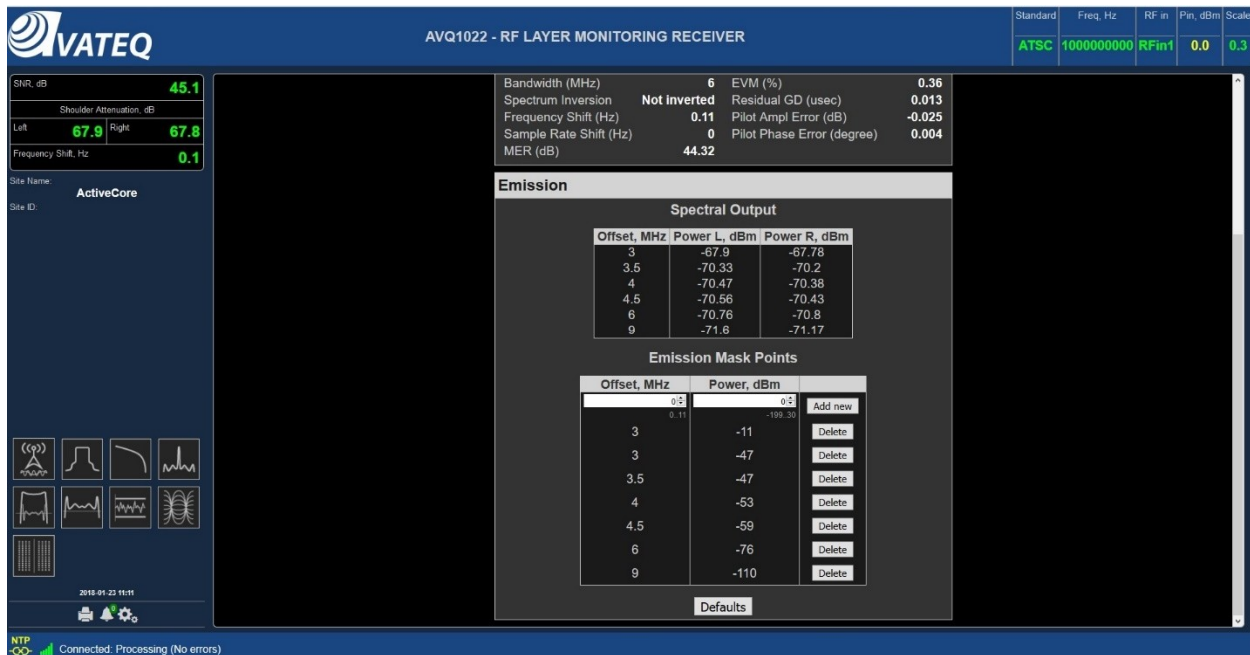 VATEQ
AVQ1022 - RF LAYER MONITORING RECEIVER
Standard Freq, Hz RF in Pin, dBm Scale
ATSC 1000000000 RFin1 0.0 0.3
SNR, dB 45.1
Shoulder Attenuation, dB
Left 67.9 Right 67.8
Frequency Shift, Hz 0.1
Site Name:
ActiveCore
Site ID:
Bandwidth (MHz) 6 EVM (%) 0.36
Spectrum Inversion Not inverted Residual GD (usec) 0.013
Frequency Shift (Hz) 0.11 Pilot Ampl Error (dB) -0.025
Sample Rate Shift (Hz) 0 Pilot Phase Error (degree) 0.004
MER (dB) 44.32
Emission
Spectral Output
Offset, MHz Power L, dBm Power R, dBm
3 -67.9 -67.78
3.5 -70.33 -70.2
4 -70.47 -70.38
4.5 -70.56 -70.43
6 -70.76 -70.8
9 -71.6 -71.17
Emission Mask Points
Offset, MHz Power, dBm
0 0 Add new
0..11 -199..30
3 -11 Delete
3 -47 Delete
3.5 -47 Delete
4 -53 Delete
4.5 -59 Delete
6 -76 Delete
9 -110 Delete
Defaults
2018-01-23 11:11
0
NTP
Connected: Processing (No errors)